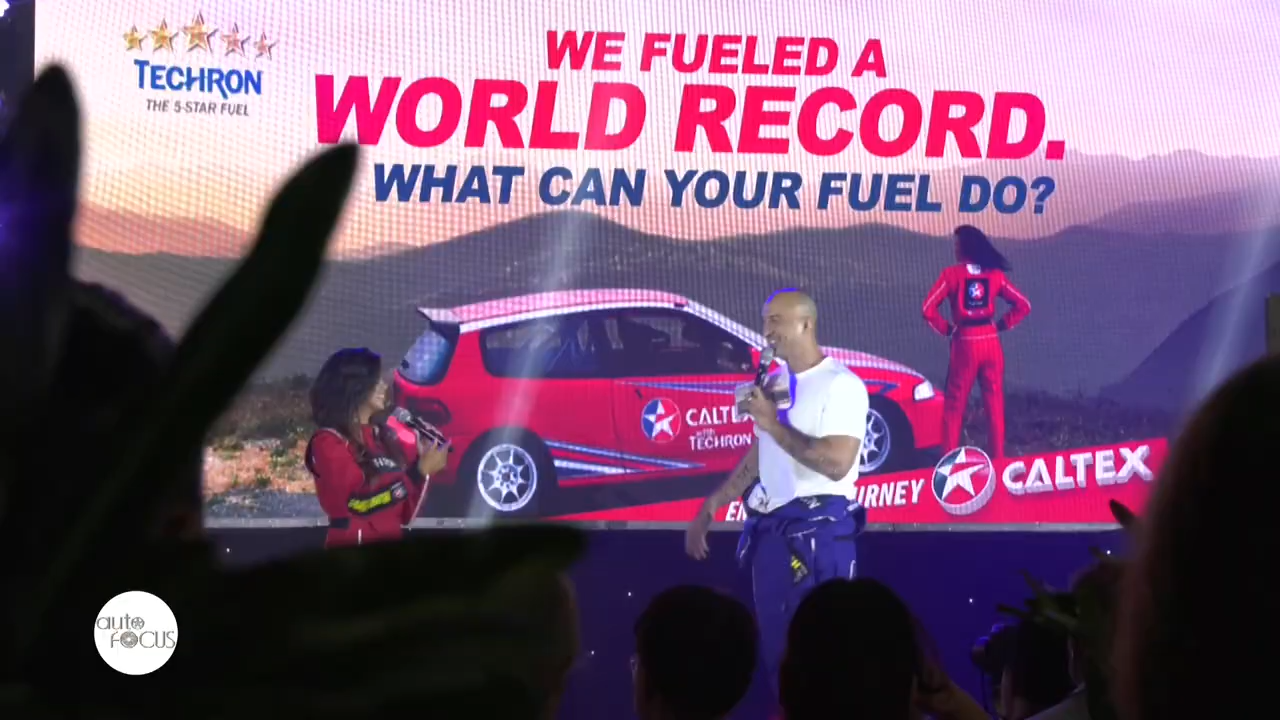 WE FUELED A
WORLD RECORD.
WHAT CAN YOUR FUEL DO?
TECHRON
THE 5-STAR FUEL
CALTEX
WITH
TECHRON
CALTEX
auto
FOCUS